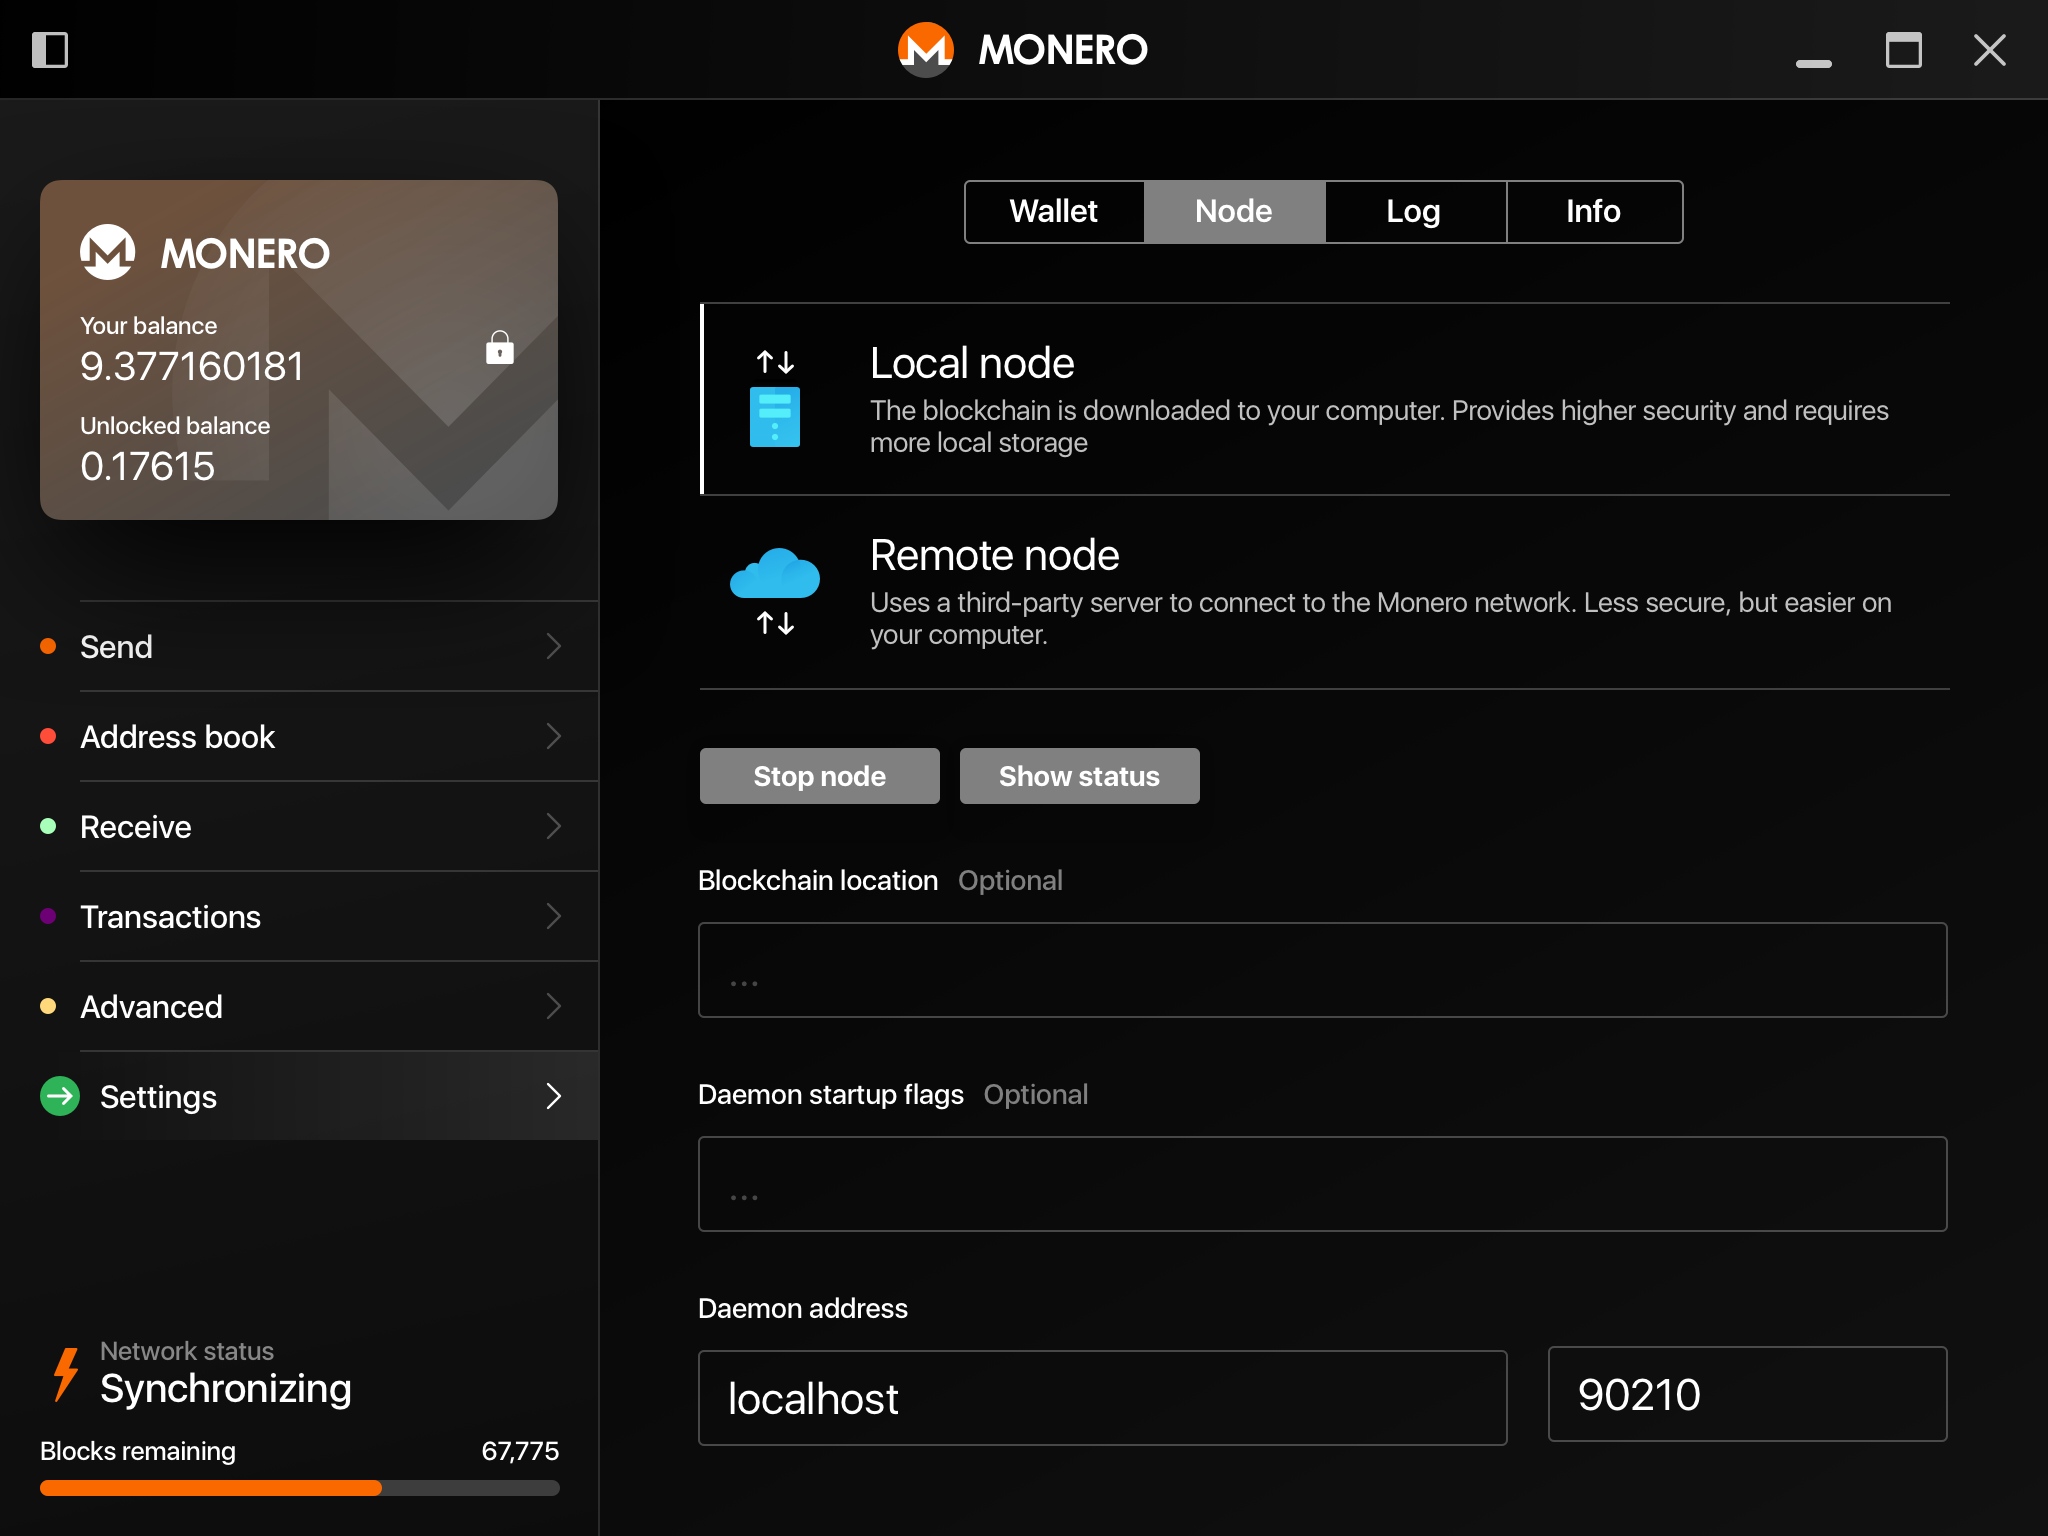 MONERO
MONERO
Your balance
9.377160181
Unlocked balance
0.17615
Send
Address book
Receive
Transactions
Advanced
Settings
Network status
Synchronizing
Blocks remaining 67,775
Wallet Node Log Info
Local node
The blockchain is downloaded to your computer. Provides higher security and requires
more local storage
Remote node
Uses a third-party server to connect to the Monero network. Less secure, but easier on
your computer.
Stop node Show status
Blockchain location Optional
...
Daemon startup flags Optional
...
Daemon address
localhost 90210